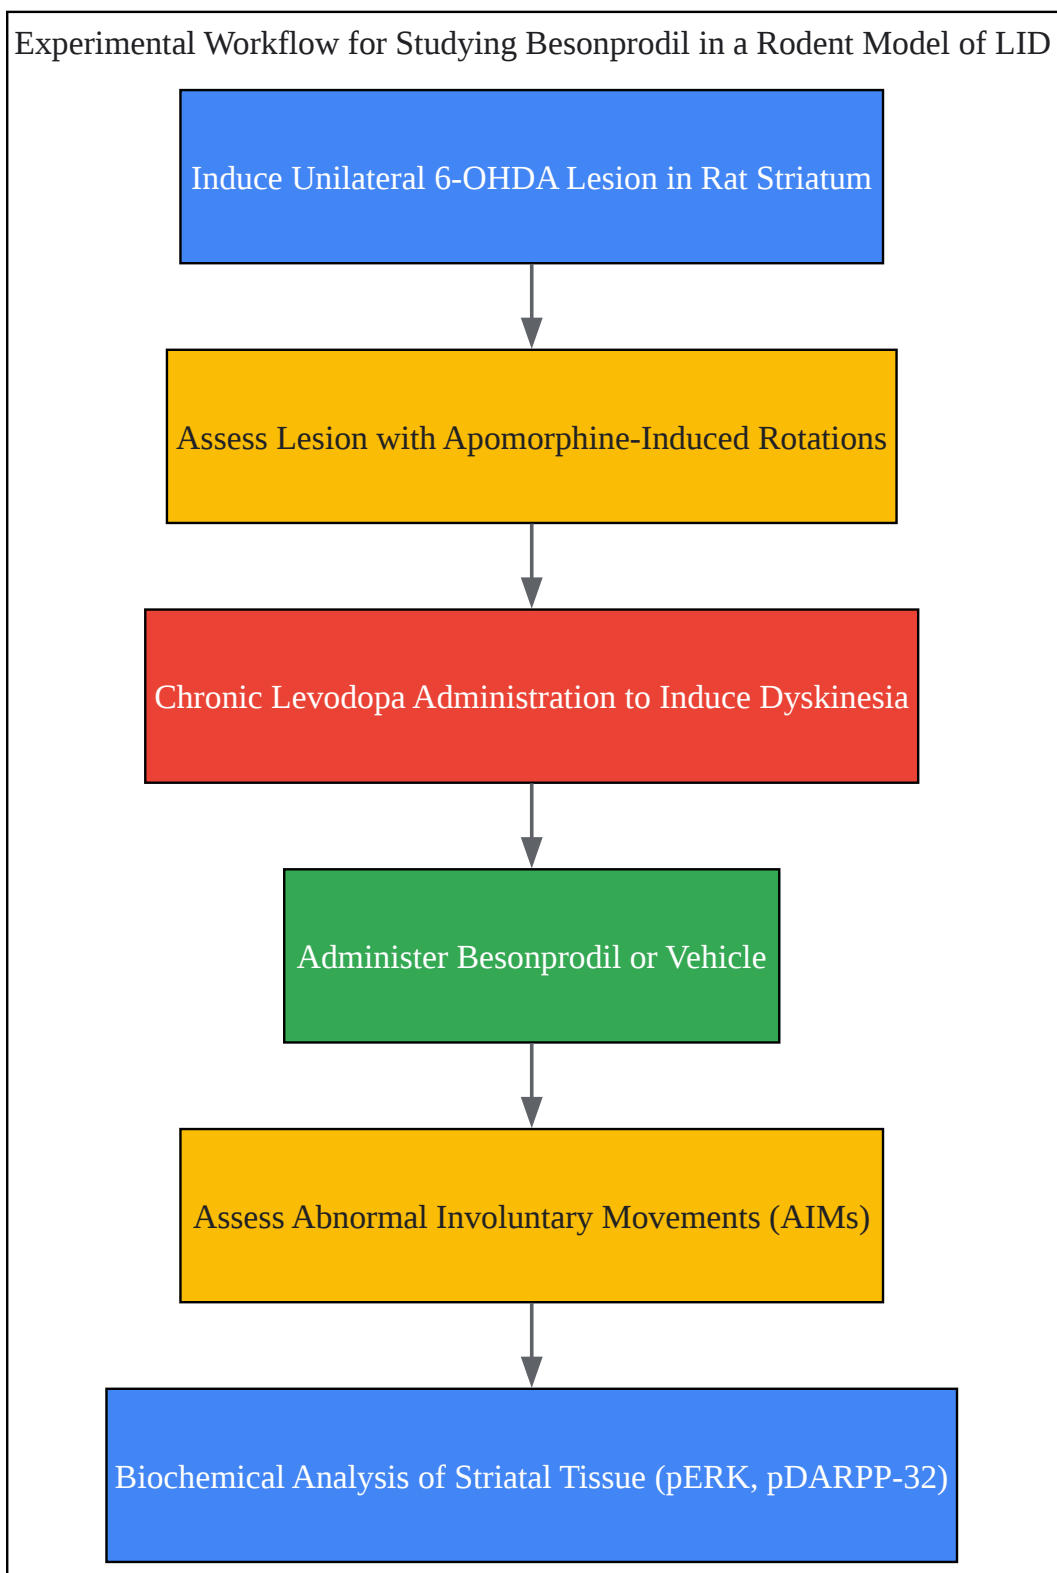 Experimental Workflow for Studying Besonprodil in a Rodent Model of LID
Induce Unilateral 6-OHDA Lesion in Rat Striatum
Assess Lesion with Apomorphine-Induced Rotations
Chronic Levodopa Administration to Induce Dyskinesia
Administer Besonprodil or Vehicle
Assess Abnormal Involuntary Movements (AIMs)
Biochemical Analysis of Striatal Tissue (pERK, pDARPP-32)